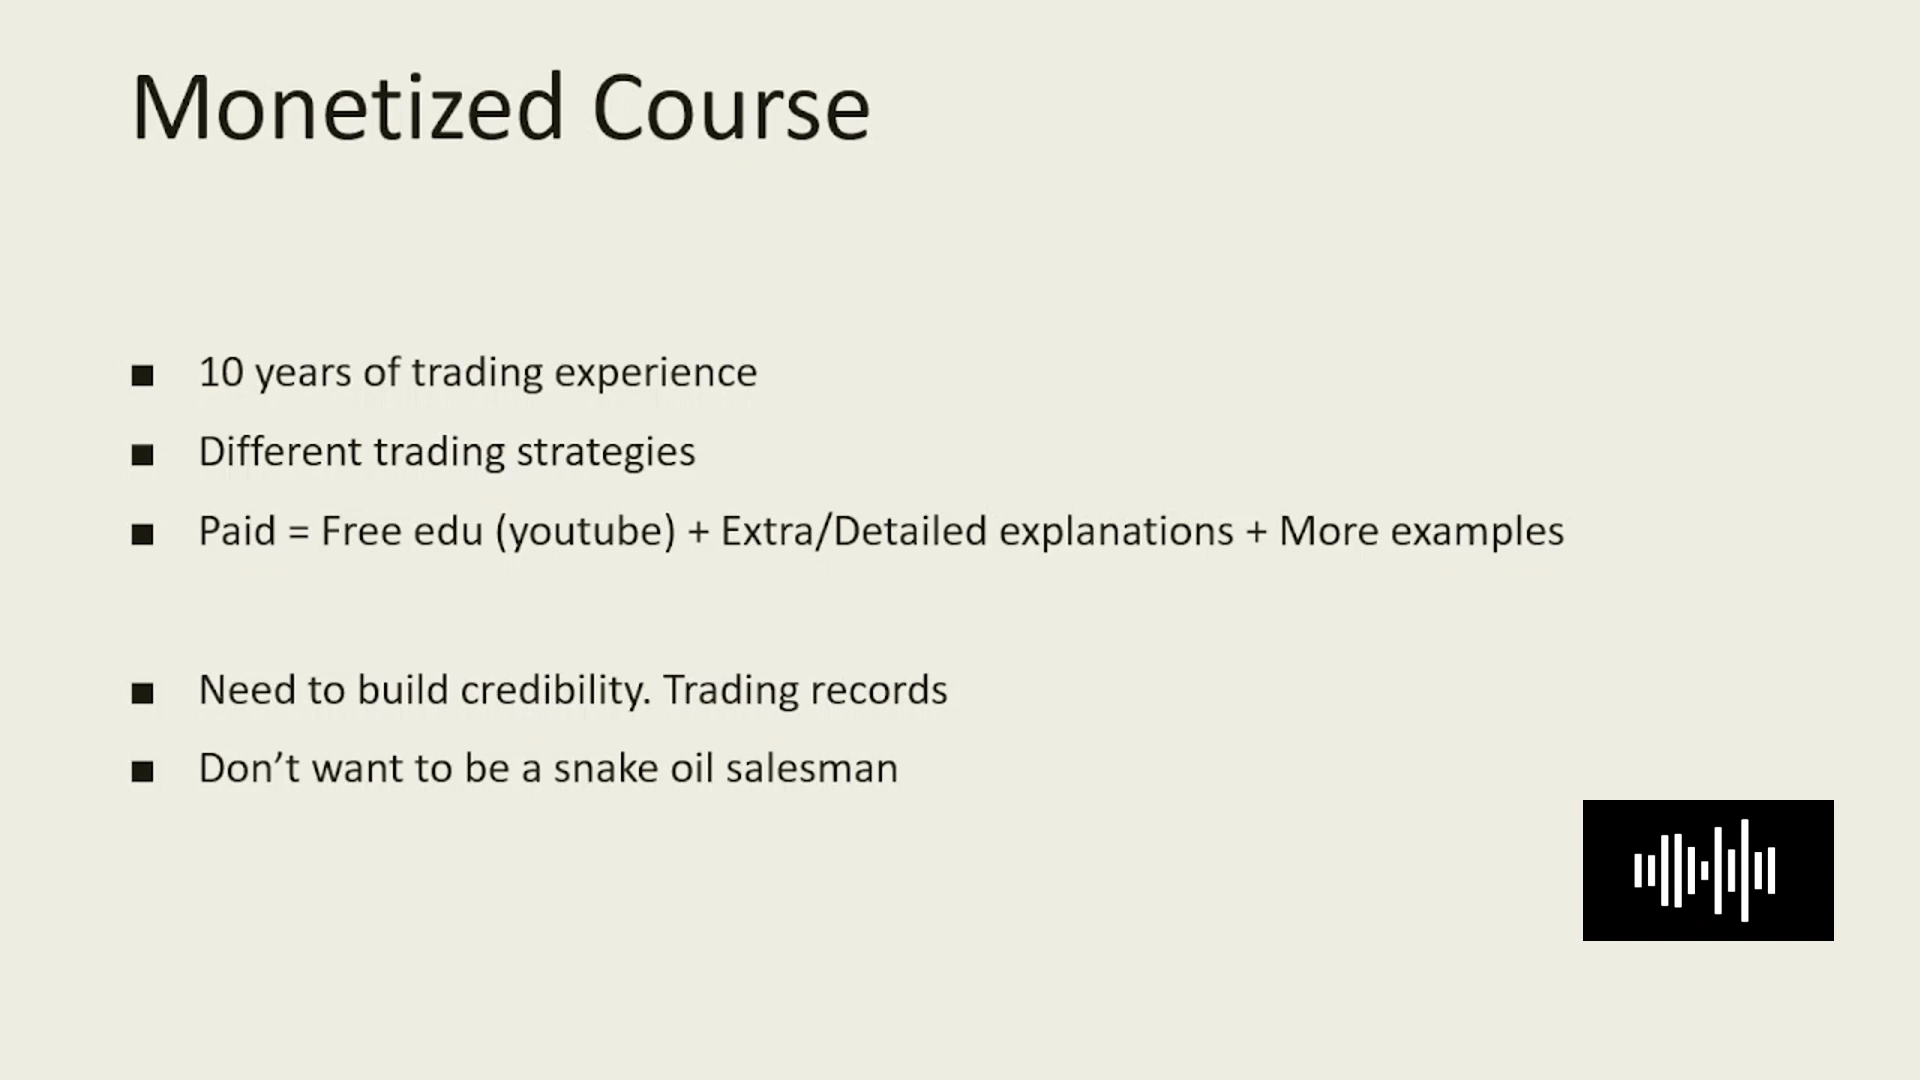 Monetized Course
■ 10 years of trading experience
■ Different trading strategies
■ Paid = Free edu (youtube) + Extra/Detailed explanations + More examples
■ Need to build credibility. Trading records
■ Don’t want to be a snake oil salesman